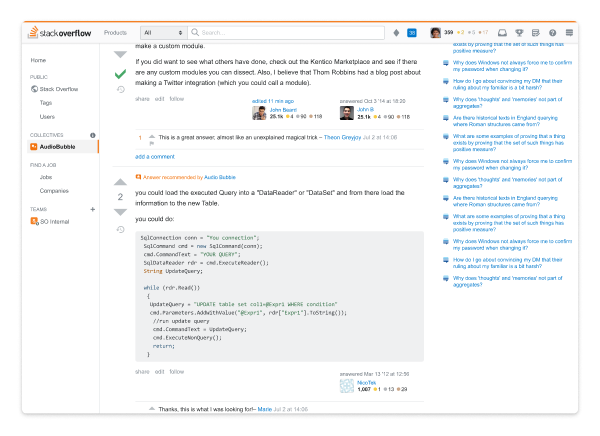 stack overflow
Products
All
Search
38
359 2 5 17
Home
PUBLIC
Stack Overflow
Tags
Users
COLLECTIVES
AudioBubble
FIND A JOB
Jobs
Companies
TEAMS
+
SO Internal
make a custom module.
If you did want to see what others have done, check out the Kentico Marketplace and see if there
are any custom modules you can dissect. Also, I believe that Thom Robbins had a blog post about
making a Twitter integration (which you could call a module).
share edit follow
edited 11 min ago
John Beard
25.1k 4 90 118
answered Oct 3 '14 at 18:20
John B
25.1k 4 90 118
1 This is a great answer, almost like an unexplained magical trick – Theon Greyjoy Jul 2 at 14:08
add a comment
Answer recommended by Audio Bubble
2
you could load the executed Query into a "DataReader" or "DataSet" and from there load the
information to the new Table.
you could do:
SqlConnection conn = "You connection";
SqlCommand cmd = new SqlCommand(conn);
cmd.CommandText = "YOUR QUERY";
SqlDataReader rdr = cmd.ExecuteReader();
String UpdateQuery;
while (rdr.Read())
{
UpdateQuery = "UPDATE table set col1=@Expr1 WHERE condition"
cmd.Parameters.AddWithValue("@Expr1", rdr["Expr1"].ToString());
//run update query
cmd.CommandText = UpdateQuery;
cmd.ExecuteNonQuery();
return;
}
share edit follow
answered Mar 13 '12 at 12:56
NicoTek
1,087 1 13 29
Thanks, this is what I was looking for!– Marie Jul 2 at 14:08
exists by proving that the set of such things has
positive measure?
Why does Windows not always force me to confirm
my password when changing it?
How do I go about convincing my DM that their
ruling about my familiar is a bit harsh?
Why does 'thoughts' and 'memories' not part of
aggregates?
Are there historical texts in England querying
where Roman structures came from?
What are some examples of proving that a thing
exists by proving that the set of such things has
positive measure?
Why does Windows not always force me to confirm
my password when changing it?
Why does 'thoughts' and 'memories' not part of
aggregates?
Are there historical texts in England querying
where Roman structures came from?
What are some examples of proving that a thing
exists by proving that the set of such things has
positive measure?
Why does Windows not always force me to confirm
my password when changing it?
How do I go about convincing my DM that their
ruling about my familiar is a bit harsh?
Why does 'thoughts' and 'memories' not part of
aggregates?